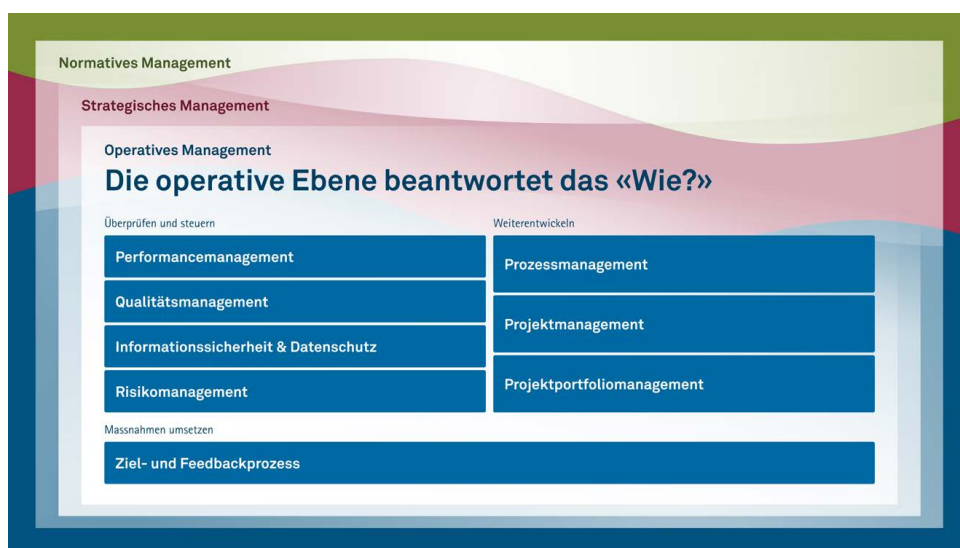 Normatives Management
Strategisches Management
Operatives Management
Die operative Ebene beantwortet das «Wie?»
Überprüfen und steuern
Performancemanagement
Qualitätsmanagement
Informationssicherheit & Datenschutz
Risikomanagement
Weiterentwickeln
Prozessmanagement
Projektmanagement
Projektportfoliomanagement
Massnahmen umsetzen
Ziel- und Feedbackprozess